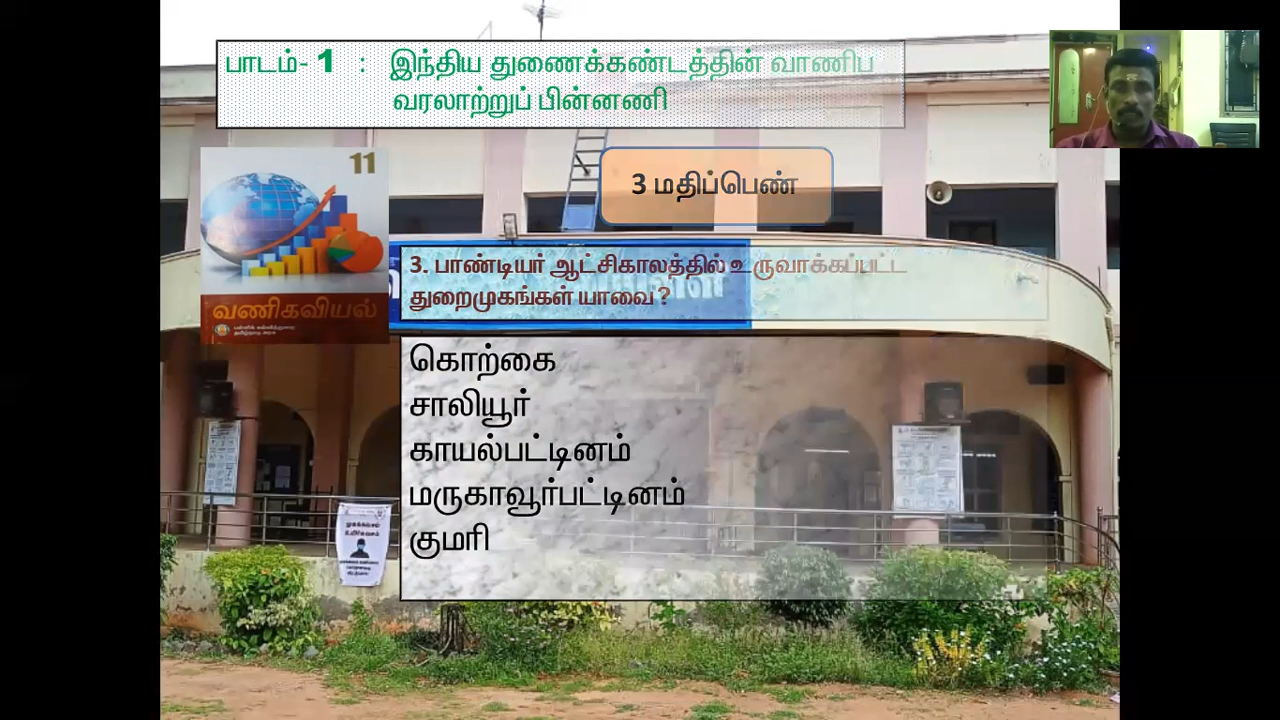 பாடம்- 1 : இந்திய துணைக்கண்டத்தின் வாணிப
வரலாற்றுப் பின்னணி
11
3 மதிப்பெண்
3. பாண்டியர் ஆட்சிகாலத்தில் உருவாக்கப்பட்ட
துறைமுகங்கள் யாவை?
வணிகவியல்
கொற்கை
சாலியூர்
காயல்பட்டினம்
மருகாவூர்பட்டினம்
குமரி